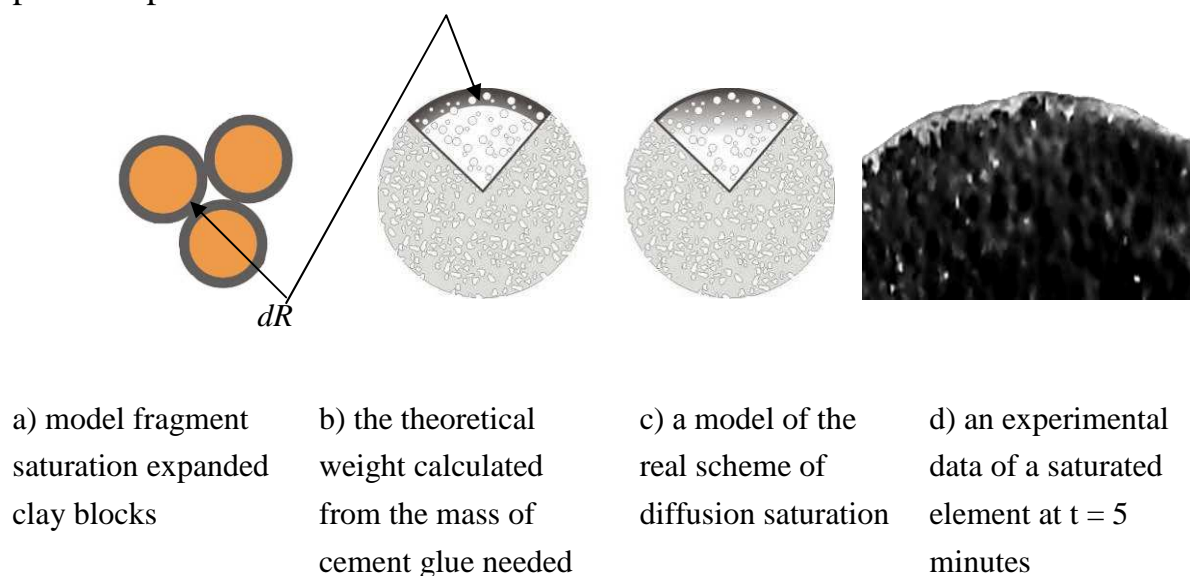 dR
a) model fragment
saturation expanded
clay blocks
b) the theoretical
weight calculated
from the mass of
cement glue needed
c) a model of the
real scheme of
diffusion saturation
d) an experimental
data of a saturated
element at t = 5
minutes